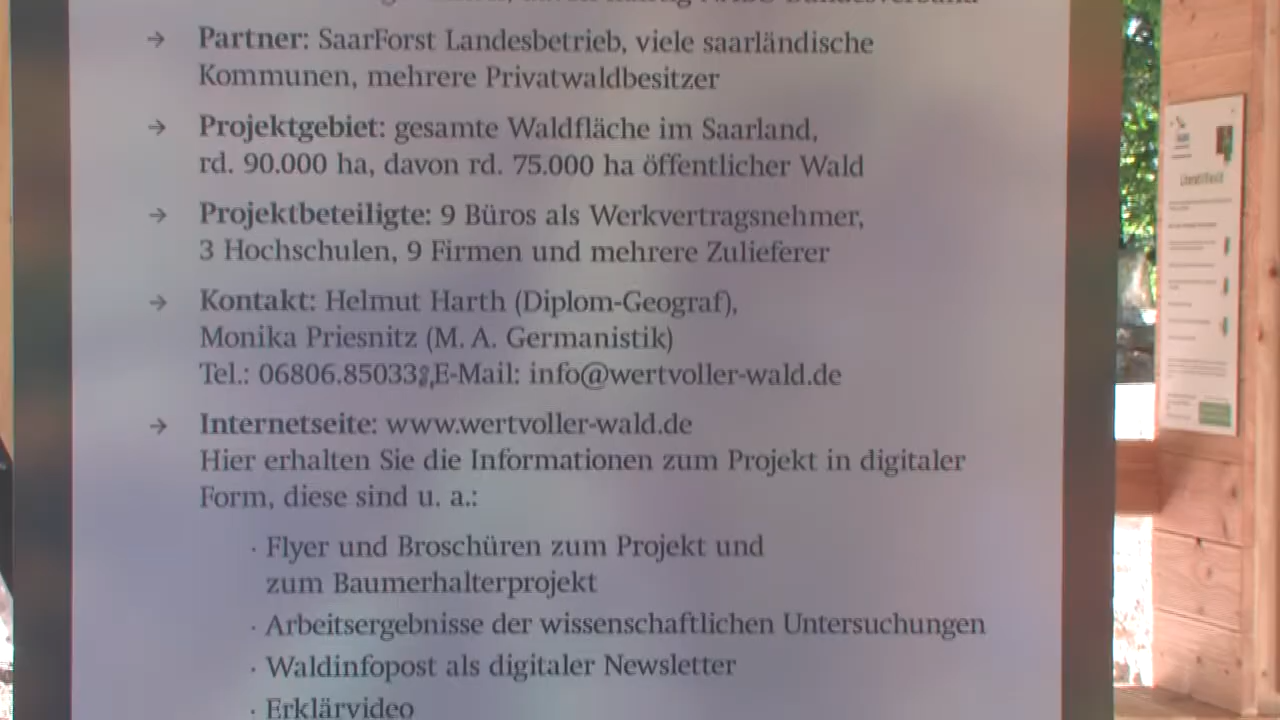 → Partner: SaarForst Landesbetrieb, viele saarländische
Kommunen, mehrere Privatwaldbesitzer
→ Projektgebiet: gesamte Waldfläche im Saarland,
rd. 90.000 ha, davon rd. 75.000 ha öffentlicher Wald
→ Projektbeteiligte: 9 Büros als Werkvertragsnehmer,
3 Hochschulen, 9 Firmen und mehrere Zulieferer
→ Kontakt: Helmut Harth (Diplom-Geograf),
Monika Priesnitz (M. A. Germanistik)
Tel.: E-Mail: info@wertvoller-wald.de
→ Internetseite: www.wertvoller-wald.de
Hier erhalten Sie die Informationen zum Projekt in digitaler
Form, diese sind u. a.:
· Flyer und Broschüren zum Projekt und
zum Baumerhalterprojekt
· Arbeitsergebnisse der wissenschaftlichen Untersuchungen
· Waldinfopost als digitaler Newsletter
· Erklärvideo